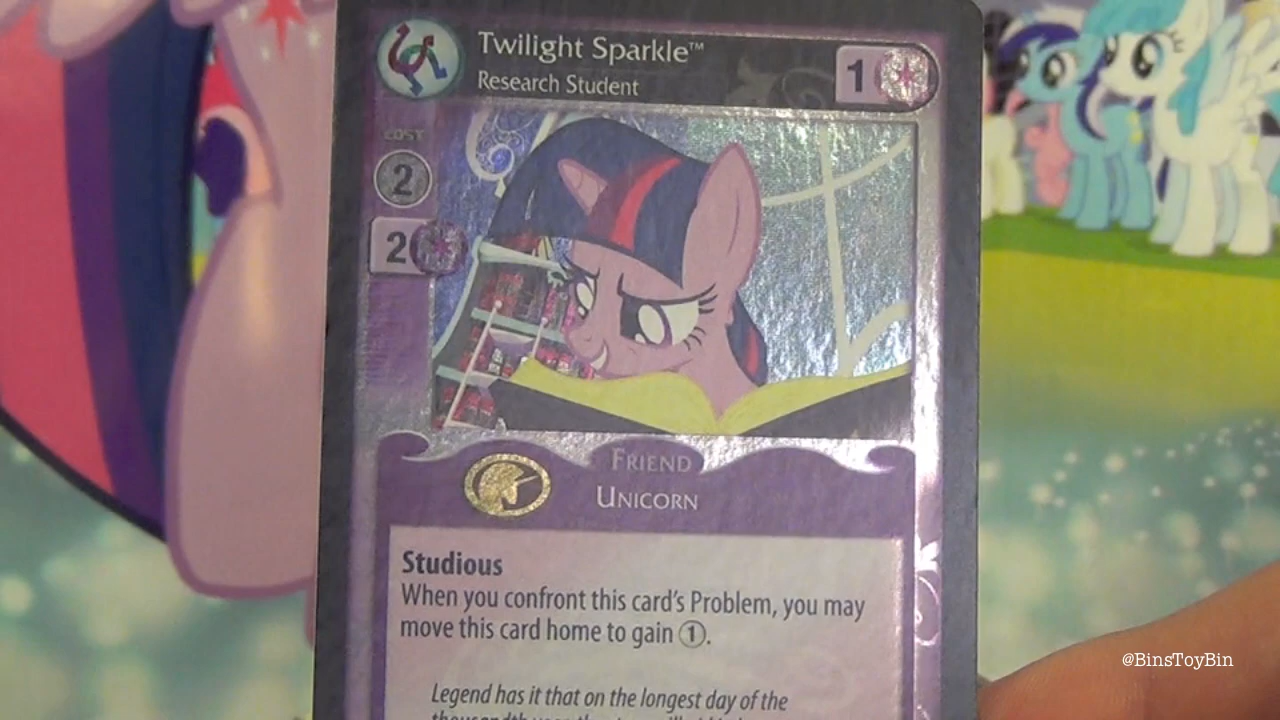 Twilight Sparkle™
Research Student
1
COST
2
2
FRIEND
UNICORN
Studious
When you confront this card's Problem, you may
move this card home to gain 1.
Legend has it that on the longest day of the
@BinsToyBin